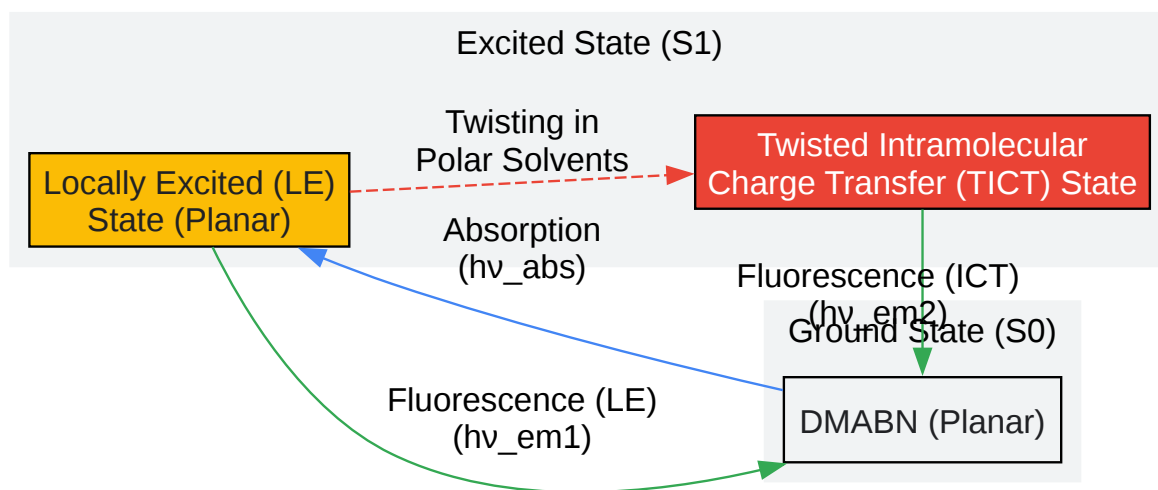 Excited State (S1)
Twisting in
Polar Solvents
Twisted Intramolecular
Charge Transfer (TICT) State
Locally Excited (LE)
State (Planar)
Absorption
(hν_abs)
Fluorescence (ICT)
(hν_em2)
Ground State (S0)
Fluorescence (LE)
(hν_em1)
DMABN (Planar)